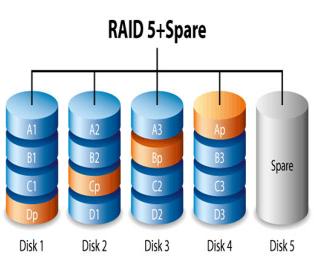 RAID 5+Spare
A1 A2 A3 Ap
B1 B2 Bp B3 Spare
C1 Cp C2 C3
Dp D1 D2 D3
Disk 1 Disk 2 Disk 3 Disk 4 Disk 5